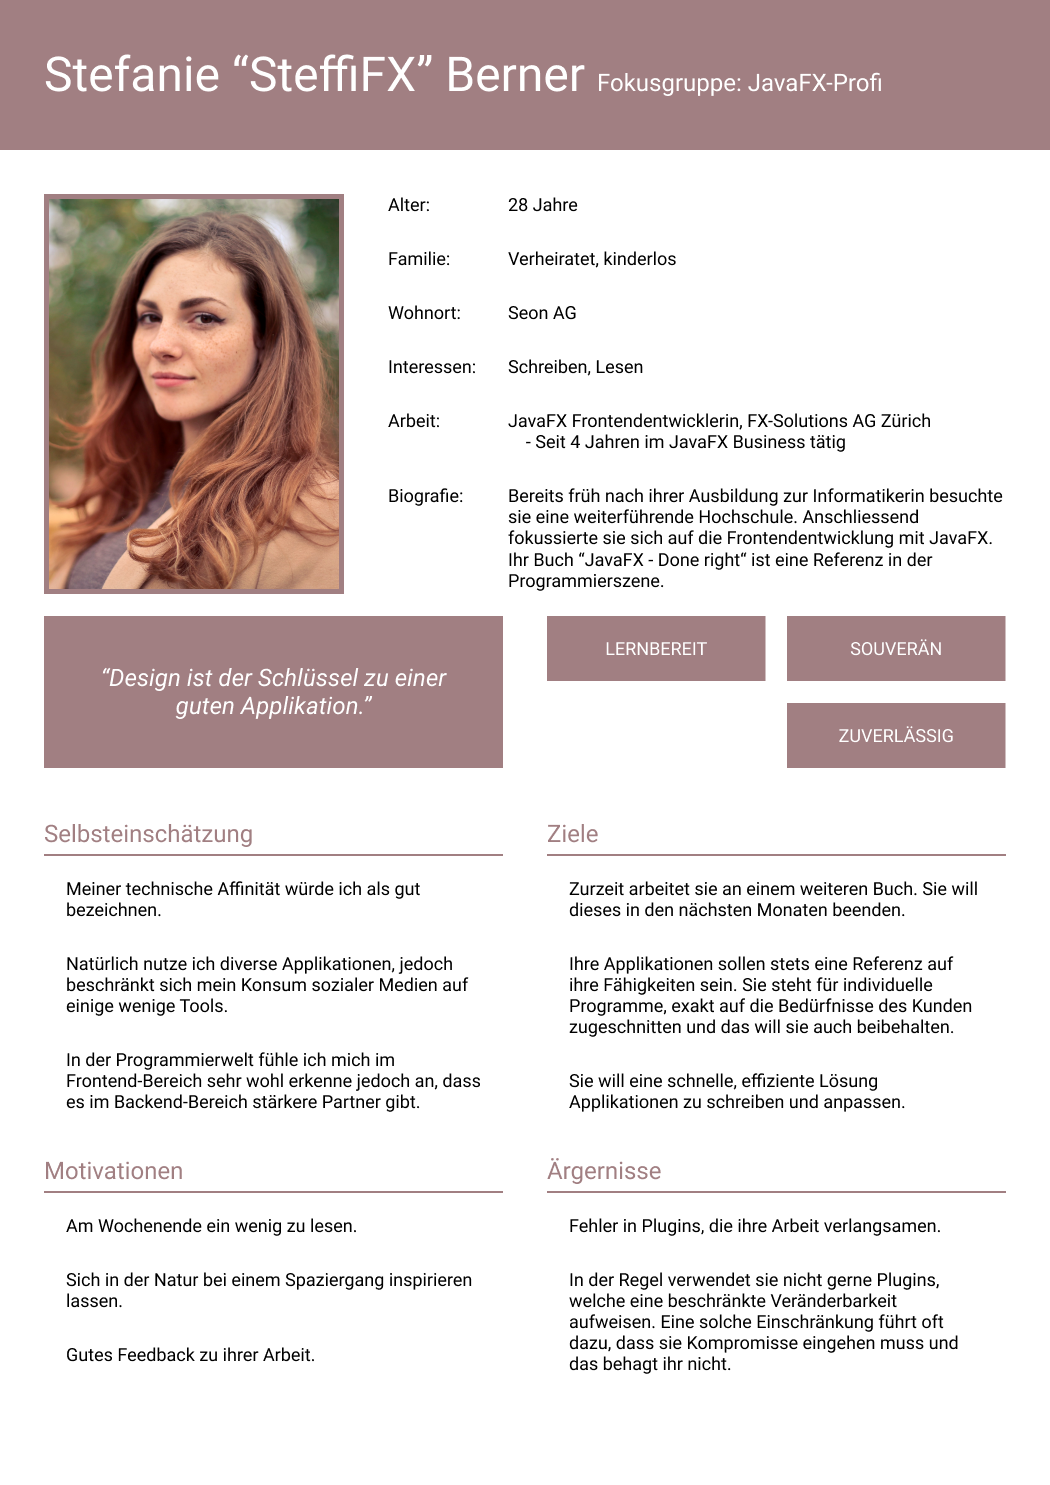 Stefanie “SteffiFX” Berner Fokusgruppe: JavaFX-Profi
Alter: 28 Jahre
Familie: Verheiratet, kinderlos
Wohnort: Seon AG
Interessen: Schreiben, Lesen
Arbeit: JavaFX Frontendentwicklerin, FX-Solutions AG Zürich
- Seit 4 Jahren im JavaFX Business tätig
Biografie: Bereits früh nach ihrer Ausbildung zur Informatikerin besuchte
sie eine weiterführende Hochschule. Anschliessend
fokussierte sie sich auf die Frontendentwicklung mit JavaFX.
Ihr Buch “JavaFX - Done right“ ist eine Referenz in der
Programmierszene.
“Design ist der Schlüssel zu einer
guten Applikation.”
LERNBEREIT
SOUVERÄN
ZUVERLÄSSIG
Selbsteinschätzung
Meiner technische Affinität würde ich als gut
bezeichnen.
Natürlich nutze ich diverse Applikationen, jedoch
beschränkt sich mein Konsum sozialer Medien auf
einige wenige Tools.
In der Programmierwelt fühle ich mich im
Frontend-Bereich sehr wohl erkenne jedoch an, dass
es im Backend-Bereich stärkere Partner gibt.
Ziele
Zurzeit arbeitet sie an einem weiteren Buch. Sie will
dieses in den nächsten Monaten beenden.
Ihre Applikationen sollen stets eine Referenz auf
ihre Fähigkeiten sein. Sie steht für individuelle
Programme, exakt auf die Bedürfnisse des Kunden
zugeschnitten und das will sie auch beibehalten.
Sie will eine schnelle, effiziente Lösung
Applikationen zu schreiben und anpassen.
Motivationen
Am Wochenende ein wenig zu lesen.
Sich in der Natur bei einem Spaziergang inspirieren
lassen.
Gutes Feedback zu ihrer Arbeit.
Ärgernisse
Fehler in Plugins, die ihre Arbeit verlangsamen.
In der Regel verwendet sie nicht gerne Plugins,
welche eine beschränkte Veränderbarkeit
aufweisen. Eine solche Einschränkung führt oft
dazu, dass sie Kompromisse eingehen muss und
das behagt ihr nicht.